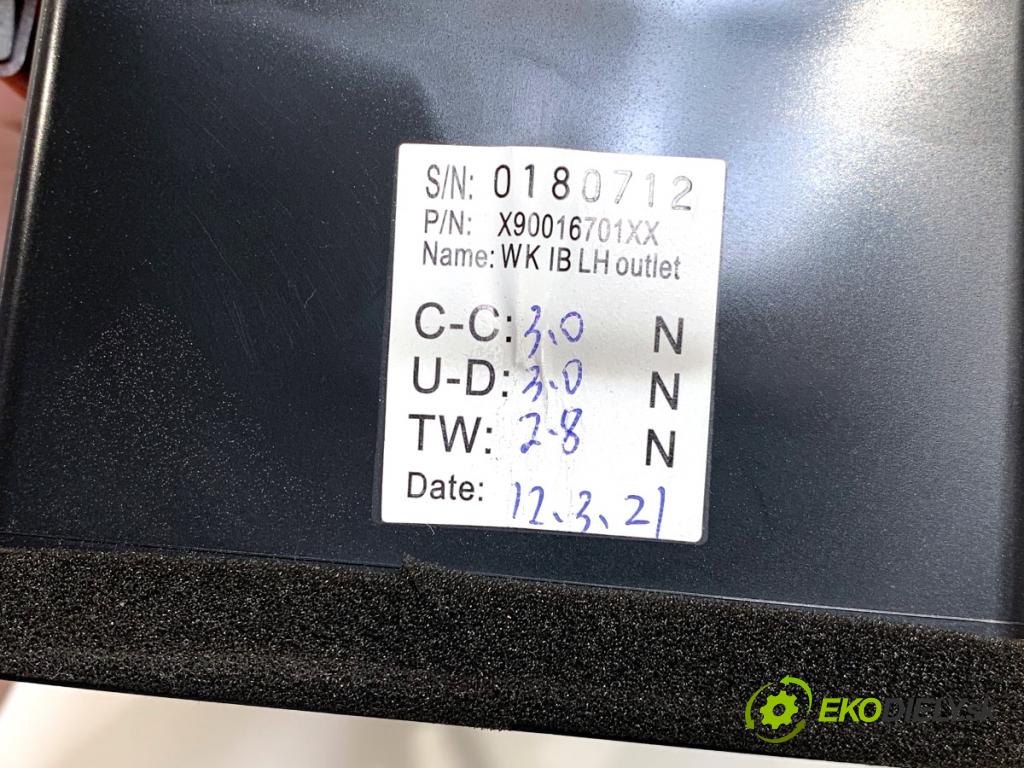 S/N: 0180712
P/N: X90016701XX
Name: WK IB LH outlet
C-C: 3.0 N
U-D: 3.0 N
TW: 2.8 N
Date: 12.3.21
EKODIELY.sk